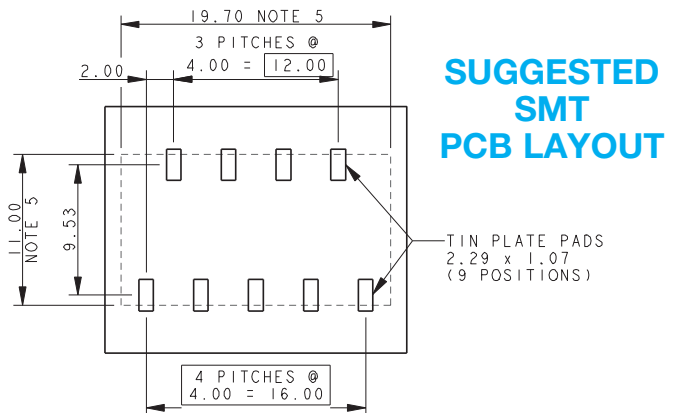 19.70 NOTE 5
3 PITCHES @
4.00 = 12.00
2.00
SUGGESTED
SMT
PCB LAYOUT
11.00
NOTE 5
9.53
TIN PLATE PADS
2.29 x 1.07
(9 POSITIONS)
4 PITCHES @
4.00 = 16.00